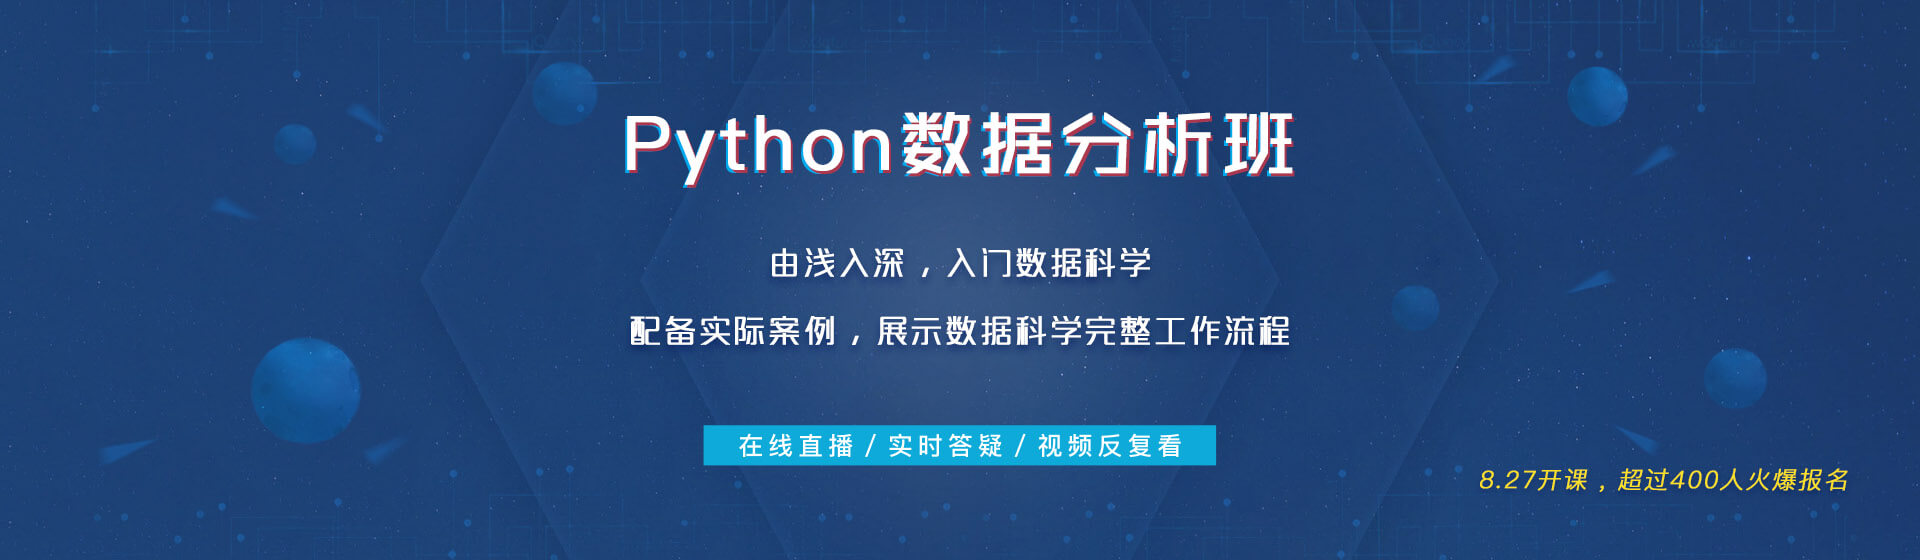 Python数据分析班
由浅入深，入门数据科学
配备实际案例，展示数据科学完整工作流程
在线直播 / 实时答疑 / 视频反复看
8.27开课，超过400人火爆报名